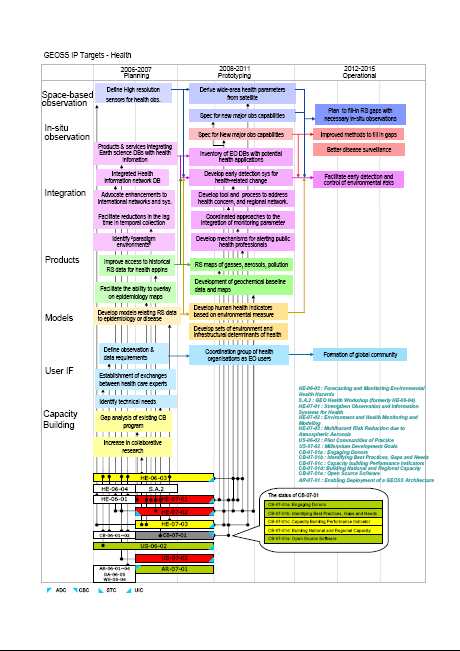 GEOSS IP Targets - Health
2006-2007
Planning
2008-2011
Prototyping
2012-2015
Operational
Space-based
observation
Define High resolution
sensors for health obs.
Derive wide-area health parameters
from satellite
Spec for new major obs capabilities
Plan to fill-in RS gaps with
necessary in-situ observations
In-situ
observation
Spec for New major obs capabilities
Improved methods to fill in gaps
Better disease surveillance
Products & services integrating
Earth science DBs with health
information
Inventory of EO DBs with potential
health applications
Integrated Health
Information network DB
Develop early detection sys for
health-related change
Facilitate early detection and
control of environmental risks
Integration
Advocate enhancements to
international networks and sys.
Develop tool and process to address
health concern, and regional network.
Facilitate reductions in the lag
time in temporal collection
Coordinated approaches to the
integration of monitoring parameter
Identify "paradigm
environments"
Develop mechanisms for alerting public
health professionals
Products
Improve access to historical
RS data for health applns
RS maps of gasses, aerosols, pollution
Facilitate the ability to overlay
on epidemiology maps
Development of geochemical baseline
data and maps
Models
Develop models relating RS data
to epidemiology or disease
Develop human health indicators
based on environmental measure
Develop sets of environment and
infrastructural determinants of health
User IF
Define observation &
data requirements
Coordination group of health
organisations as EO users
Formation of global community
Establishment of exchanges
between health care experts
Identify technical needs
Capacity
Building
Gap analysis of existing CB
program
Increase in collaborative
research
HE-06-03 : Forecasting and Monitoring Environmental
Health Hazards
S.A.2 : GEO Health Workshop (formerly HE-06-04)
HE-07-01 : Strengthen Observation and Information
Systems for Health
HE-07-02 : Environment and Health Monitoring and
Modeling
HE-07-03 : Multihazard Risk Reduction due to
Atmospheric Aerosols
US-06-02 : Pilot Communities of Practice
US-07-02 : Millennium Development Goals
CB-07-01a : Engaging Donors
CB-07-01b : Identifying Best Practices, Gaps and Needs
CB-07-01c : Capacity building Performance Indicators
CB-07-01d: Building National and Regional Capacity
CB-07-01e : Open Source Software
AR-07-01 : Enabling Deployment of a GEOSS Architecture
HE-06-03
HE-06-04
S.A.2
HE-06-01
HE-07-01
HE-07-02
HE-07-03
CB-06-01~02
CB-07-01
US-06-02
US-07-02
AR-06-01~04
DA-06-05
WE-06-04
AR-07-01
The status of CB-07-01
CB-07-01a: Engaging Donors
CB-07-01b: Identifying Best Practices, Gaps and Needs
CB-07-01c: Capacity Building Performance Indicator
CB-07-01d: Building National and Regional Capacity
CB-07-01e: Open Source Software
ADC
CBC
STC
UIC